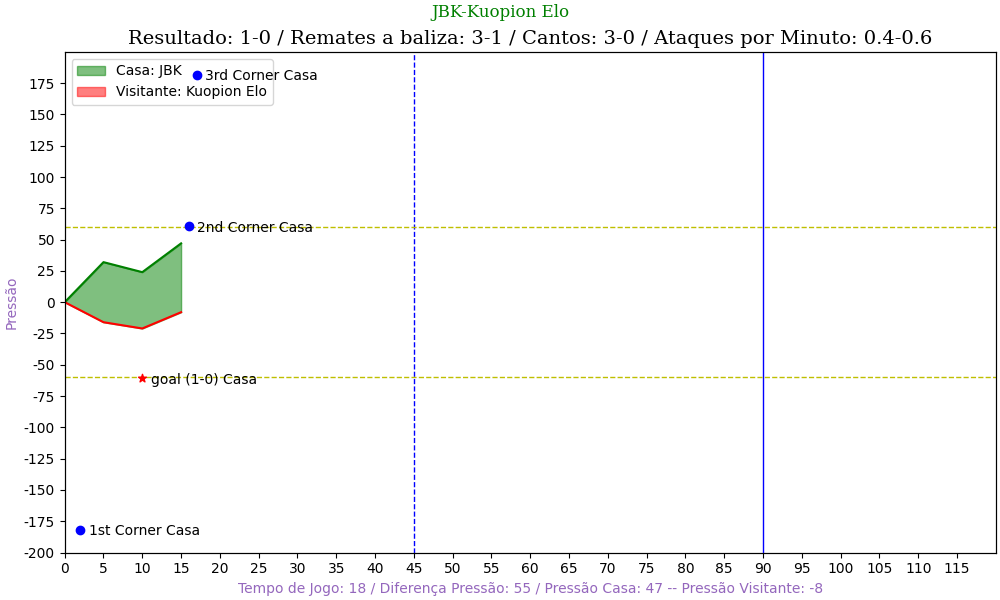 JBK-Kuopion Elo
Resultado: 1-0 / Remates a baliza: 3-1 / Cantos: 3-0 / Ataques por Minuto: 0.4-0.6
Casa: JBK
Visitante: Kuopion Elo
3rd Corner Casa
2nd Corner Casa
goal (1-0) Casa
1st Corner Casa
Pressão
175
150
125
100
75
50
25
0
-25
-50
-75
-100
-125
-150
-175
-200
0 5 10 15 20 25 30 35 40 45 50 55 60 65 70 75 80 85 90 95 100 105 110 115
Tempo de Jogo: 18 / Diferença Pressão: 55 / Pressão Casa: 47 -- Pressão Visitante: -8